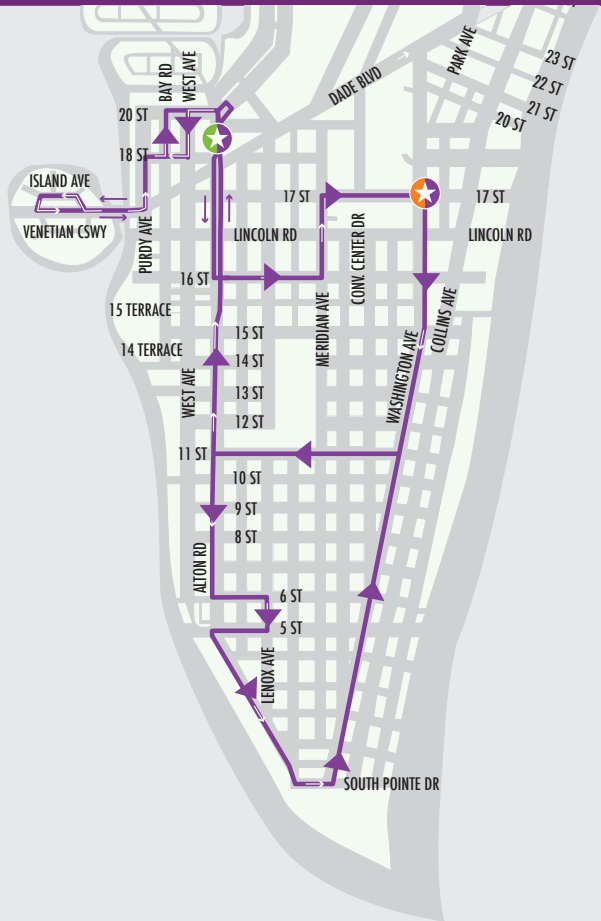 PARK AVE
23 ST
22 ST
21 ST
20 ST
DADE BLVD
WEST AVE
BAY RD
20 ST
18 ST
ISLAND AVE
17 ST
17 ST
VENETIAN CSWY
PURDY AVE
LINCOLN RD
CONV. CENTER DR
LINCOLN RD
16 ST
15 TERRACE
MERIDIAN AVE
COLLINS AVE
15 ST
14 TERRACE
14 ST
WASHINGTON AVE
WEST AVE
13 ST
12 ST
11 ST
10 ST
9 ST
8 ST
ALTON RD
6 ST
5 ST
LENOX AVE
SOUTH POINTE DR